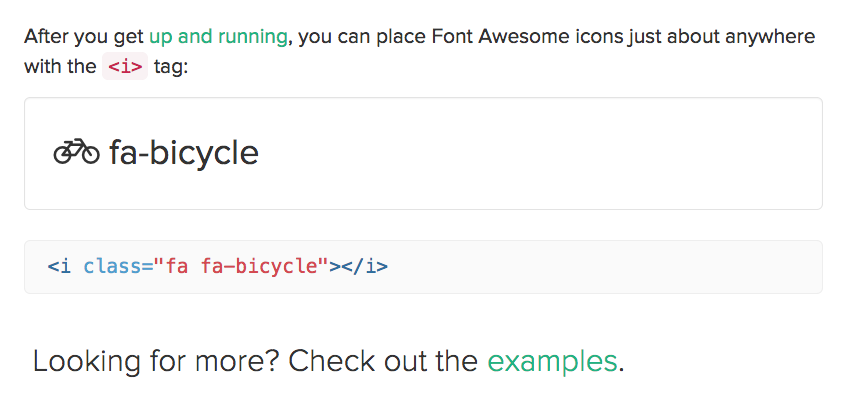 After you get up and running, you can place Font Awesome icons just about anywhere
with the <i> tag:
fa-bicycle
<i class="fa fa-bicycle"></i>
Looking for more? Check out the examples.